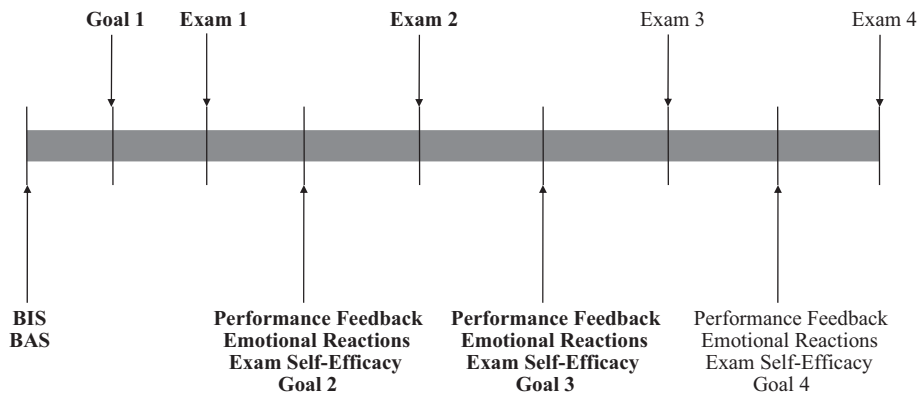 Goal 1
Exam 1
Exam 2
Exam 3
Exam 4
BIS
BAS
Performance Feedback
Emotional Reactions
Exam Self-Efficacy
Goal 2
Performance Feedback
Emotional Reactions
Exam Self-Efficacy
Goal 3
Performance Feedback
Emotional Reactions
Exam Self-Efficacy
Goal 4